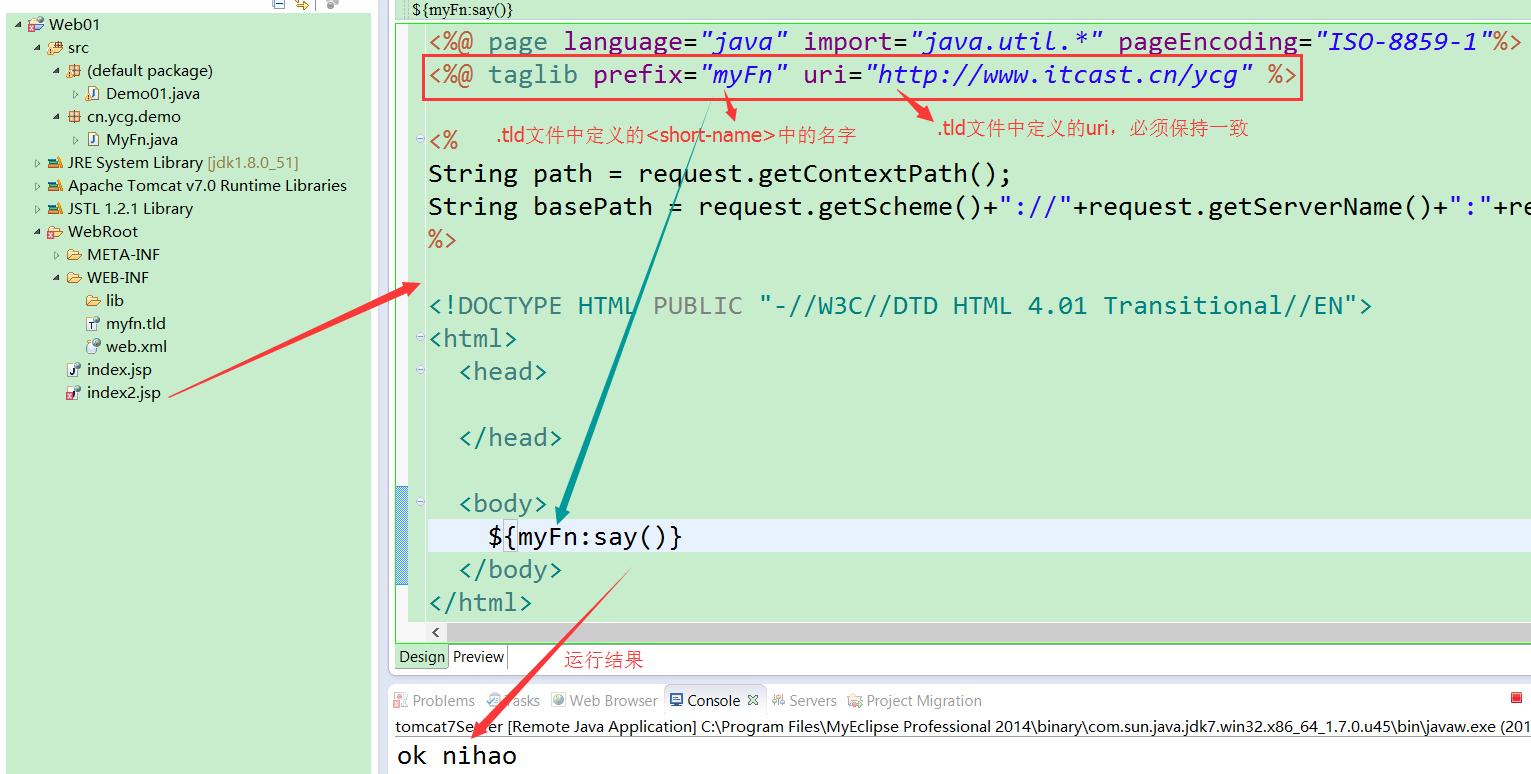 Web01
src
(default package)
Demo01.java
cn.ycg.demo
MyFn.java
JRE System Library [jdk1.8.0_51]
Apache Tomcat v7.0 Runtime Libraries
JSTL 1.2.1 Library
WebRoot
META-INF
WEB-INF
lib
myfn.tld
web.xml
index.jsp
index2.jsp
${myFn:say()}
<%@ page language="java" import="java.util.*" pageEncoding="ISO-8859-1"%>
<%@ taglib prefix="myFn" uri="http://www.itcast.cn/ycg" %>
.tld文件中定义的<short-name>中的名字
.tld文件中定义的uri，必须保持一致
<%
String path = request.getContextPath();
String basePath = request.getScheme()+"://"+request.getServerName()+":"+re
%>
<!DOCTYPE HTML PUBLIC "-//W3C//DTD HTML 4.01 Transitional//EN">
<html>
<head>
</head>
<body>
${myFn:say()}
</body>
</html>
Design Preview
运行结果
Problems Tasks Web Browser Console Servers Project Migration
tomcat7Server [Remote Java Application] C:\Program Files\MyEclipse Professional 2014\binary\com.sun.java.jdk7.win32.x86_64_1.7.0.u45\bin\javaw.exe (201
ok nihao